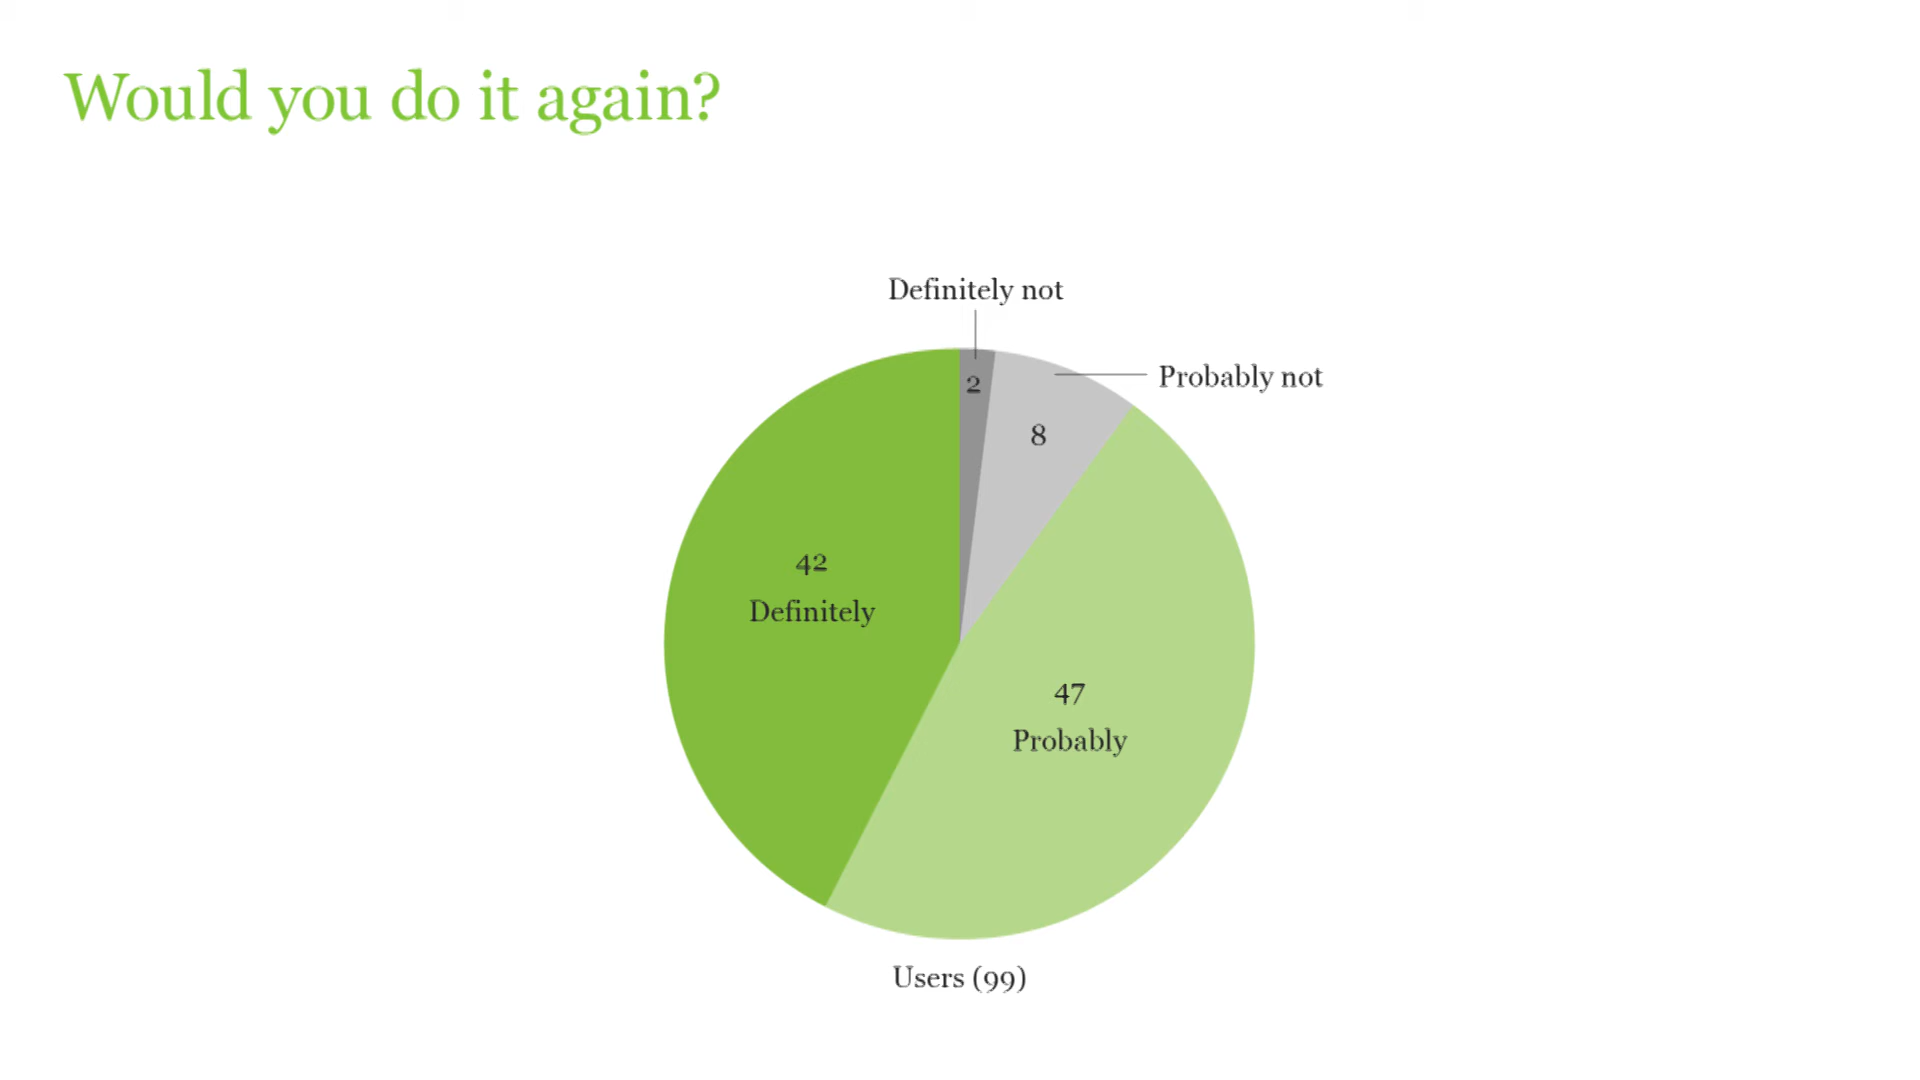 Would you do it again?
Definitely not
Probably not
2
8
42
Definitely
47
Probably
Users (99)